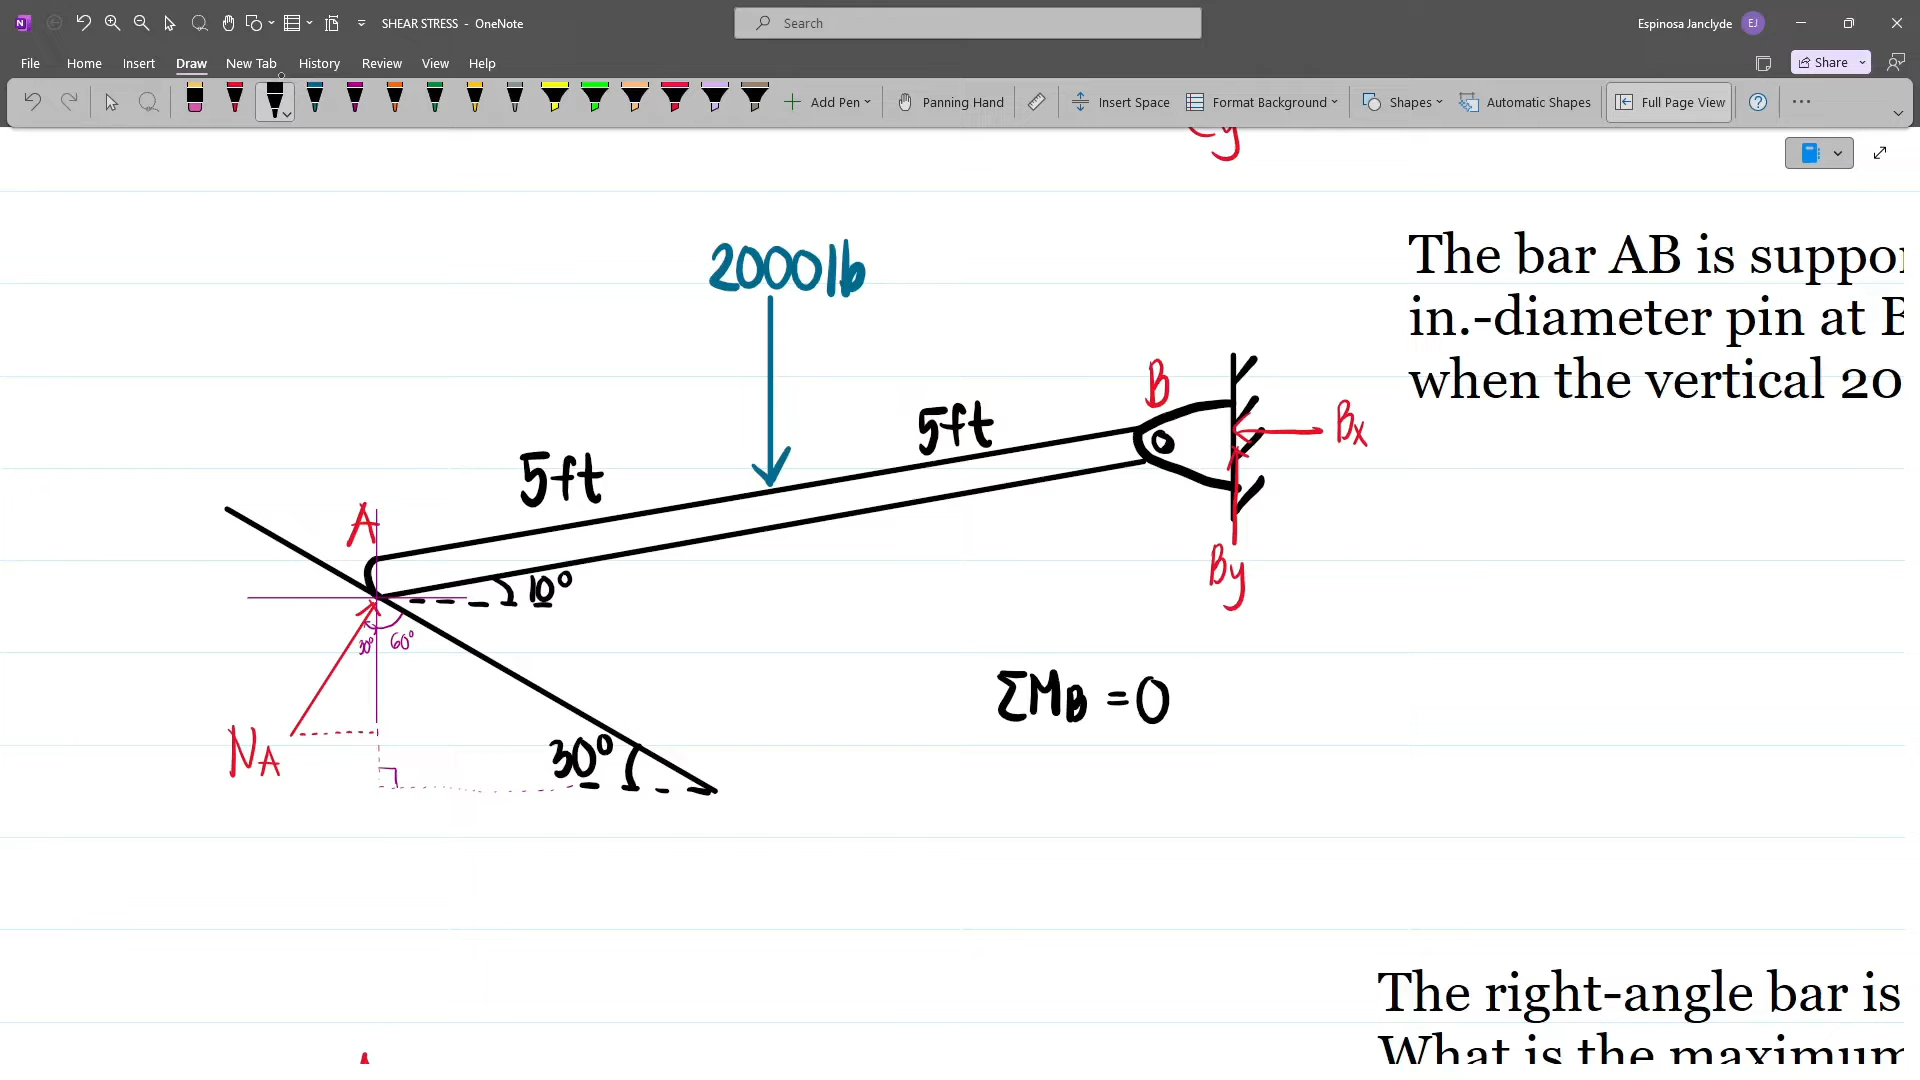 SHEAR STRESS - OneNote
Search
Espinosa Janclyde EJ
File Home Insert Draw New Tab History Review View Help
Share
Add Pen Panning Hand Insert Space Format Background Shapes Automatic Shapes Full Page View
y
2000lb
The bar AB is suppo
in.-diameter pin at B
when the vertical 20
B
Bx
5ft
5ft
A
10°
By
30° 60°
ΣMB = 0
NA
30°
The right-angle bar is
What is the maximum